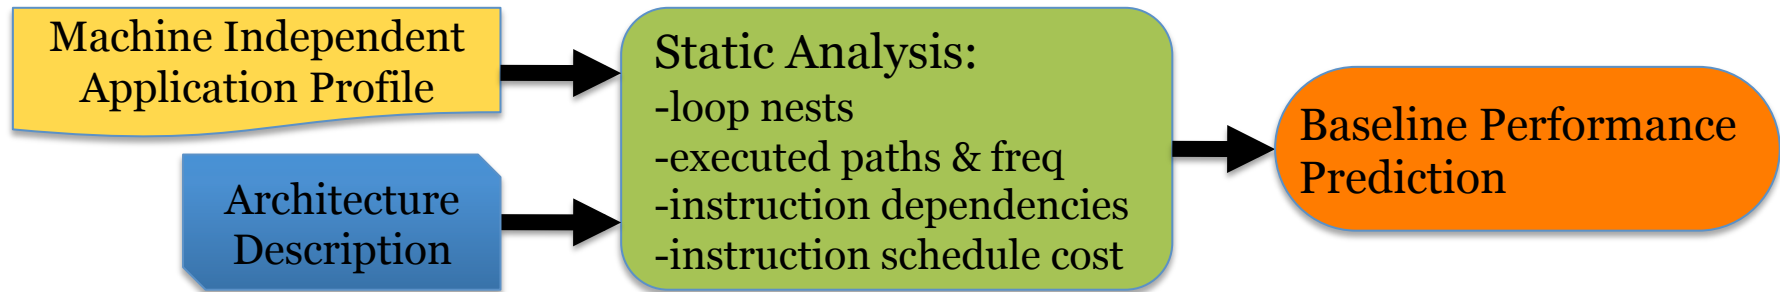 Machine Independent
Application Profile
Architecture
Description
Static Analysis:
-loop nests
-executed paths & freq
-instruction dependencies
-instruction schedule cost
Baseline Performance
Prediction